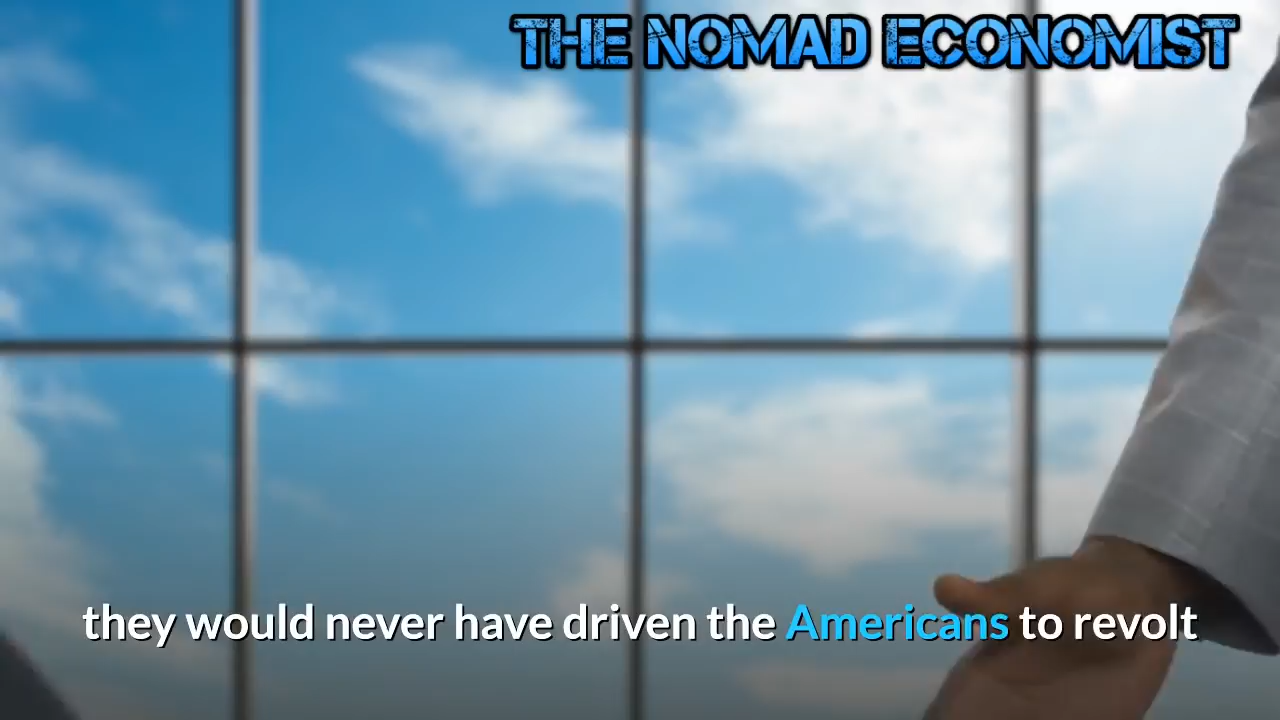 THE NOMAD ECONOMIST
they would never have driven the Americans to revolt